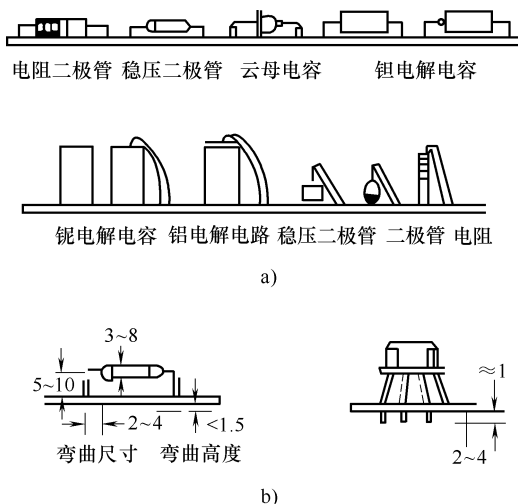 电阻二极管 稳压二极管 云母电容 钽电解电容
铌电解电容 铝电解电路 稳压二极管 二极管 电阻
a)
3~8
5~10
≈1
2~4
<1.5
弯曲尺寸 弯曲高度
2~4
b)